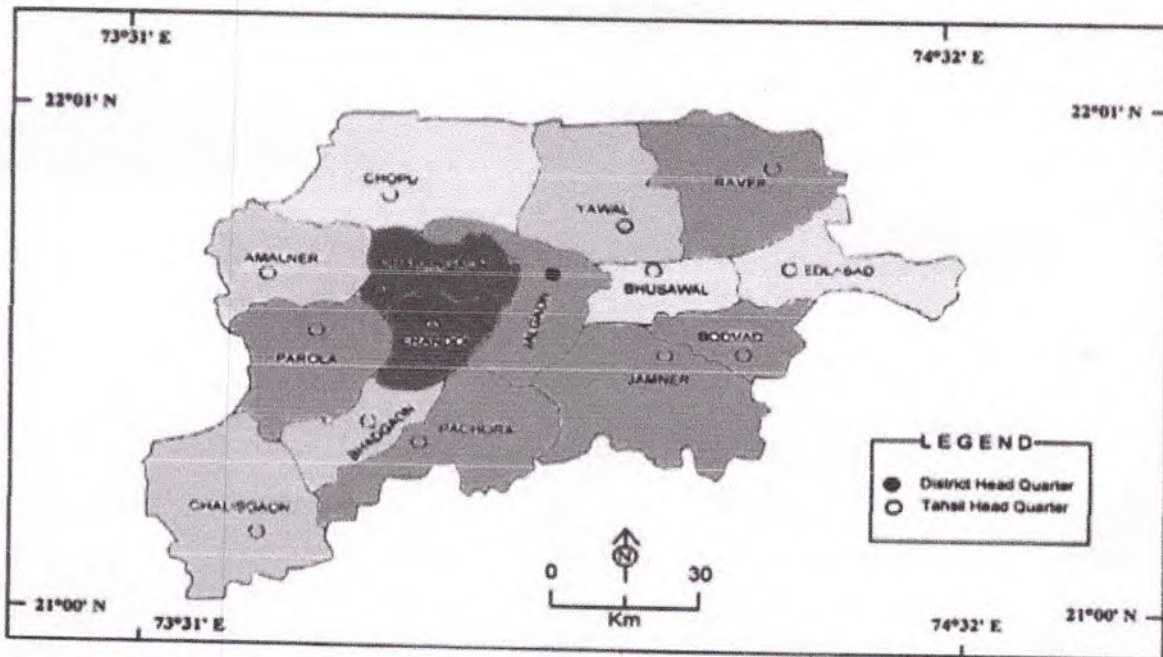 73°31' E
74°32' E
22°01' N
22°01' N
RAVER
YAWAL
AMALNER
EDLABAD
BHUSAWAL
JALGAON
BODVAD
PAROLA
JAMNER
BHADGAON
PACHORA
CHALISGAON
LEGEND
District Head Quarter
Tahsil Head Quarter
N
0 30
Km
21°00' N
21°00' N
73°31' E
74°32' E